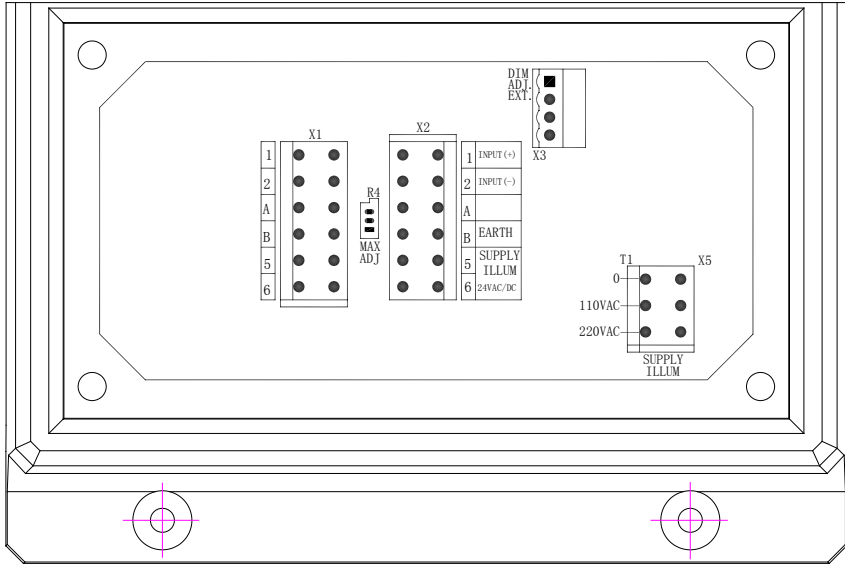 DIM
ADJ.
EXT.
X3
X1
X2
1
2
A
B
5
6
R4
MAX
ADJ
1 INPUT(+)
2 INPUT(-)
A
B EARTH
5 SUPPLY
ILLUM
6 24VAC/DC
T1 X5
0
110VAC
220VAC
SUPPLY
ILLUM